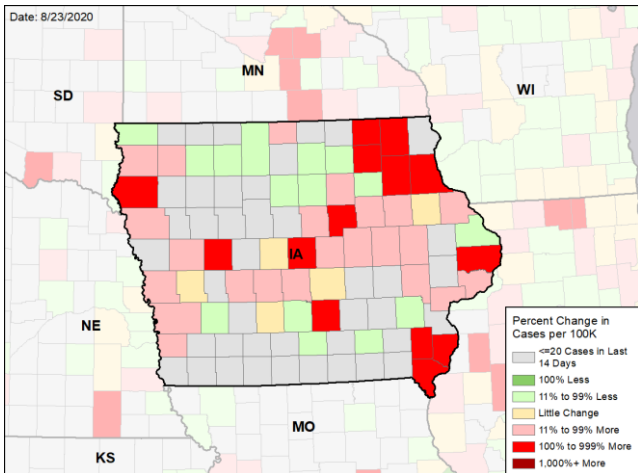 Date: 8/23/2020
MN
WI
SD
IA
NE
MO
KS
Percent Change in
Cases per 100K
<=20 Cases in Last
14 Days
100% Less
11% to 99% Less
Little Change
11% to 99% More
100% to 999% More
1,000%+ More